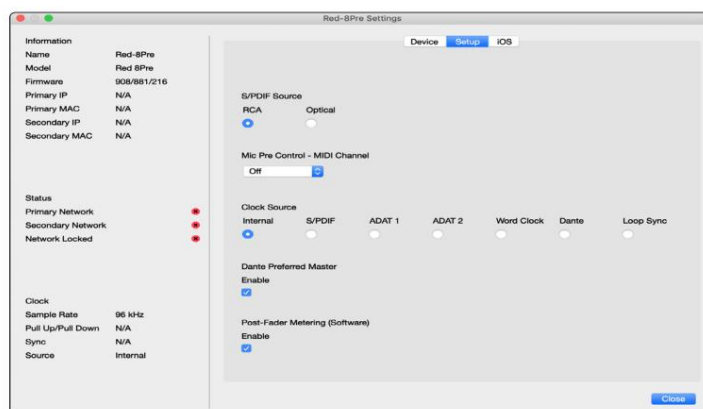 Red-8Pre Settings
Information
Name Red-8Pre
Model Red 8Pre
Firmware 908/881/216
Primary IP N/A
Primary MAC N/A
Secondary IP N/A
Secondary MAC N/A
Status
Primary Network
Secondary Network
Network Locked
Clock
Sample Rate 96 kHz
Pull Up/Pull Down N/A
Sync N/A
Source Internal
Device Setup iOS
S/PDIF Source
RCA Optical
Mic Pre Control - MIDI Channel
Off
Clock Source
Internal S/PDIF ADAT 1 ADAT 2 Word Clock Dante Loop Sync
Dante Preferred Master
Enable
Post-Fader Metering (Software)
Enable
Close